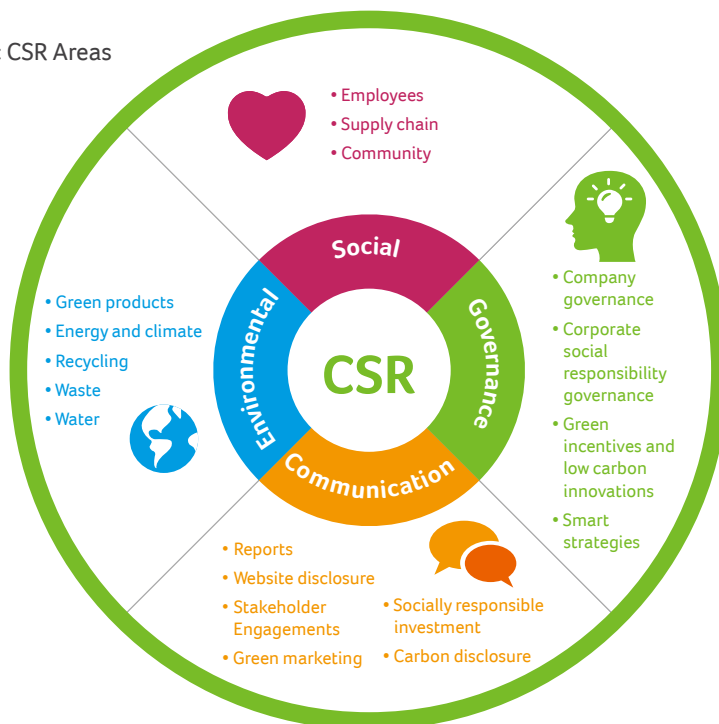 CSR Areas
• Employees
• Supply chain
• Community
Social
• Green products
• Energy and climate
• Recycling
• Waste
• Water
Environmental
CSR
Governance
• Company
governance
• Corporate
social
responsibility
governance
• Green
incentives and
low carbon
innovations
• Smart
strategies
Communication
• Reports
• Website disclosure
• Stakeholder
Engagements
• Green marketing
• Socially responsible
investment
• Carbon disclosure